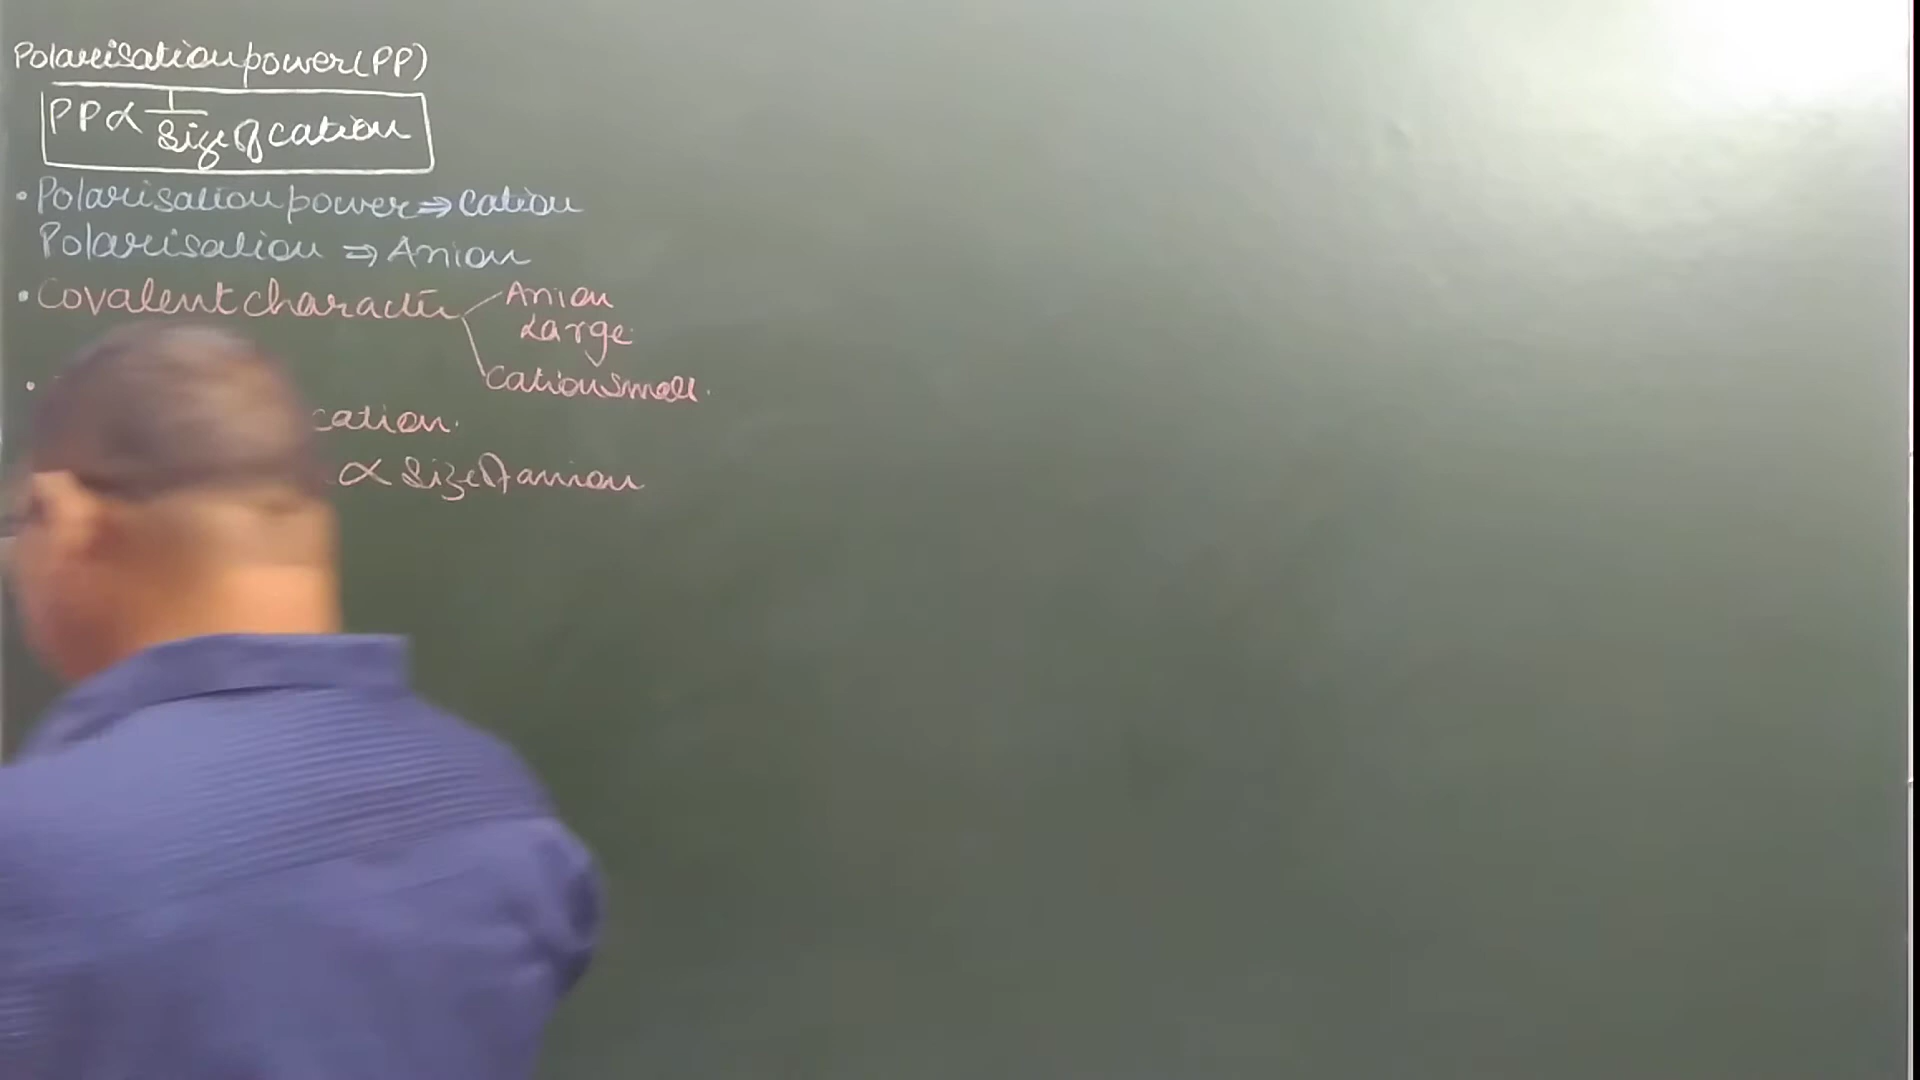 Polarisation power (PP)
PP ∝ 1/Size of cation
• Polarisation power ⇒ cation
Polarisation ⇒ Anion
• Covalent character
Anion
Large
cation small.
•
cation.
∝ Size of anion